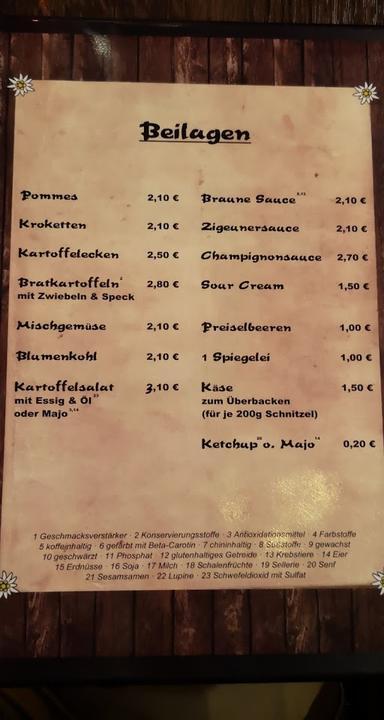 Beilagen
Pommes 2,10 €
Kroketten 2,10 €
Kartoffelecken 2,50 €
Bratkartoffeln 2,80 €
mit Zwiebeln & Speck
Mischgemüse 2,10 €
Blumenkohl 2,10 €
Kartoffelsalat 3,10 €
mit Essig & Öl
oder Majo
Braune Sauce 2,10 €
Zigeunersauce 2,10 €
Champignonsauce 2,70 €
Sour Cream 1,50 €
Preiselbeeren 1,00 €
1 Spiegelei 1,00 €
Käse 1,50 €
zum Überbacken
(für je 200g Schnitzel)
Ketchup o. Majo 0,20 €
1 Geschmacksverstärker · 2 Konservierungsstoffe · 3 Antioxidationsmittel · 4 Farbstoffe
5 koffeinhaltig · 6 gefärbt mit Beta-Carotin · 7 chininhaltig · 8 Süßstoffe · 9 gewachst
10 geschwärzt · 11 Phosphat · 12 glutenhaltiges Getreide · 13 Krebstiere · 14 Eier
15 Erdnüsse · 16 Soja · 17 Milch · 18 Schalenfrüchte · 19 Sellerie · 20 Senf
21 Sesamsamen · 22 Lupine · 23 Schwefeldioxid mit Sulfat